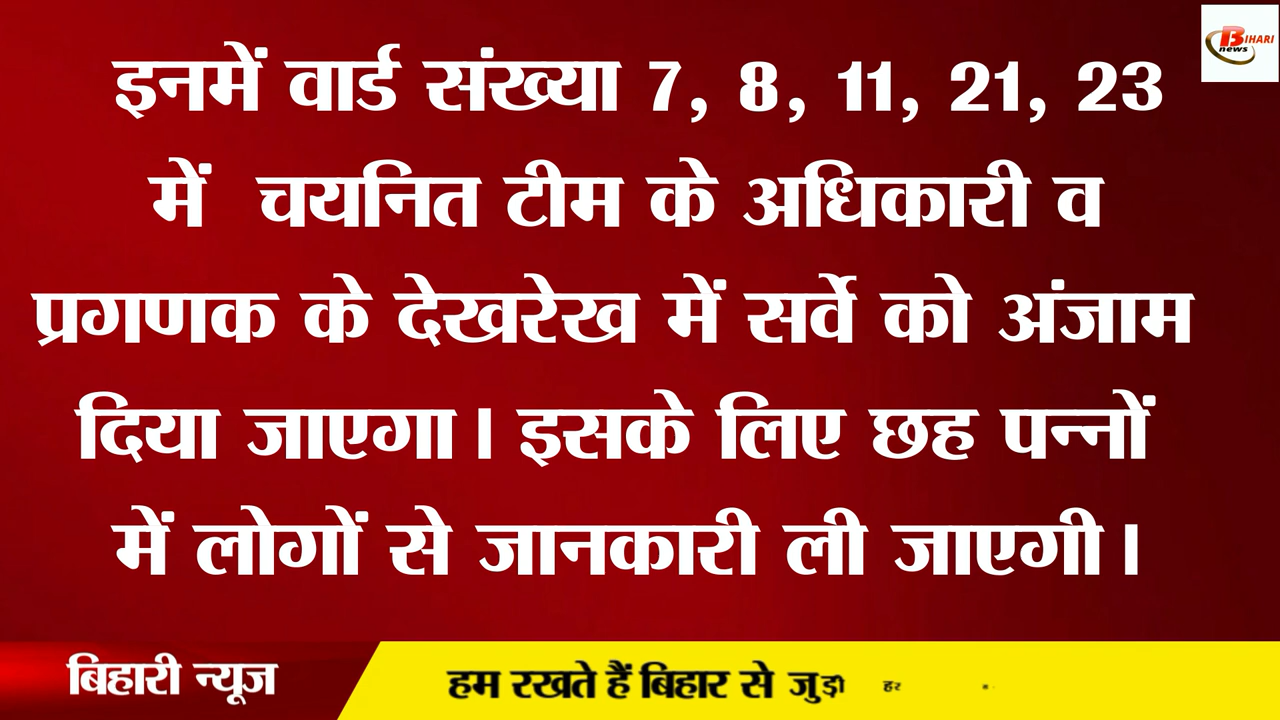 BIHARI
news
इनमें वार्ड संख्या 7, 8, 11, 21, 23
में चयनित टीम के अधिकारी व
प्रगणक के देखरेख में सर्वे को अंजाम
दिया जाएगा। इसके लिए छह पन्नों
में लोगों से जानकारी ली जाएगी।
बिहारी न्यूज
हम रखते हैं बिहार से जुड़ी हर